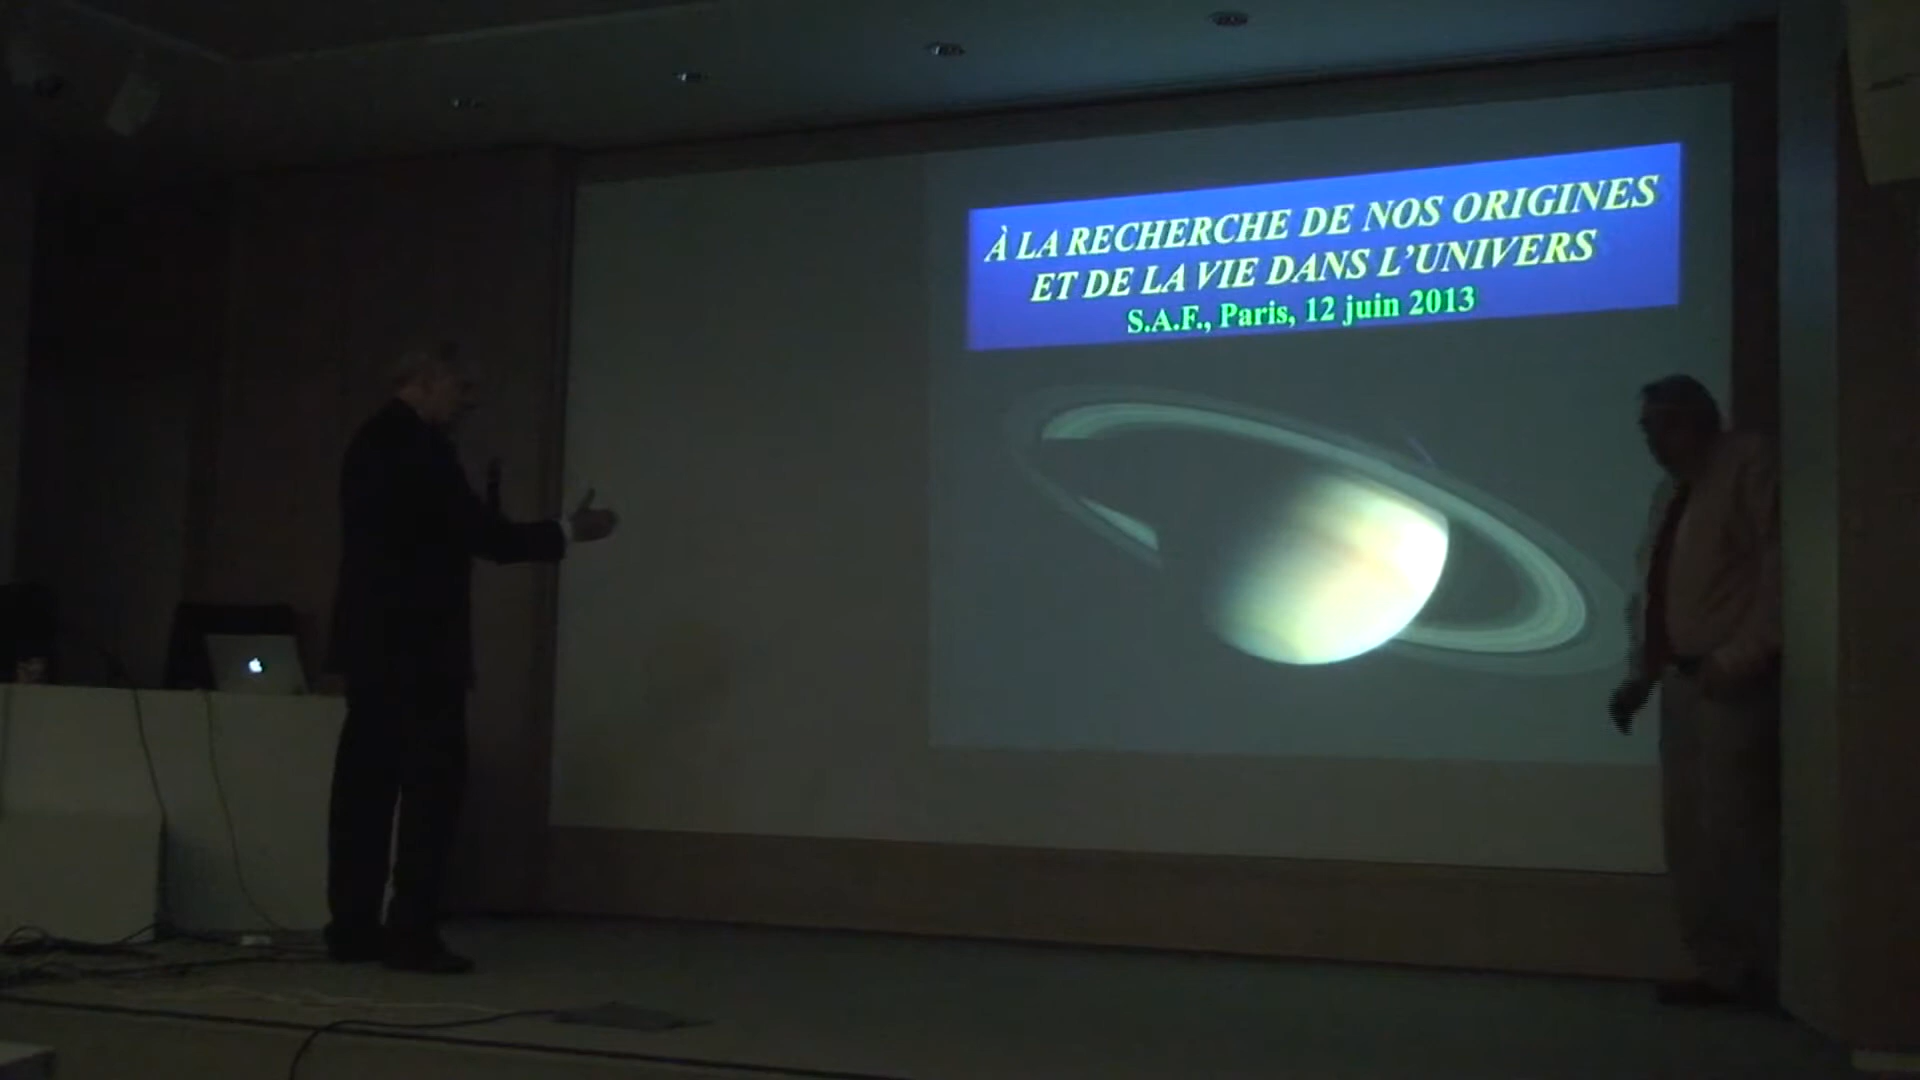 À LA RECHERCHE DE NOS ORIGINES
ET DE LA VIE DANS L'UNIVERS
S.A.F., Paris, 12 juin 2013